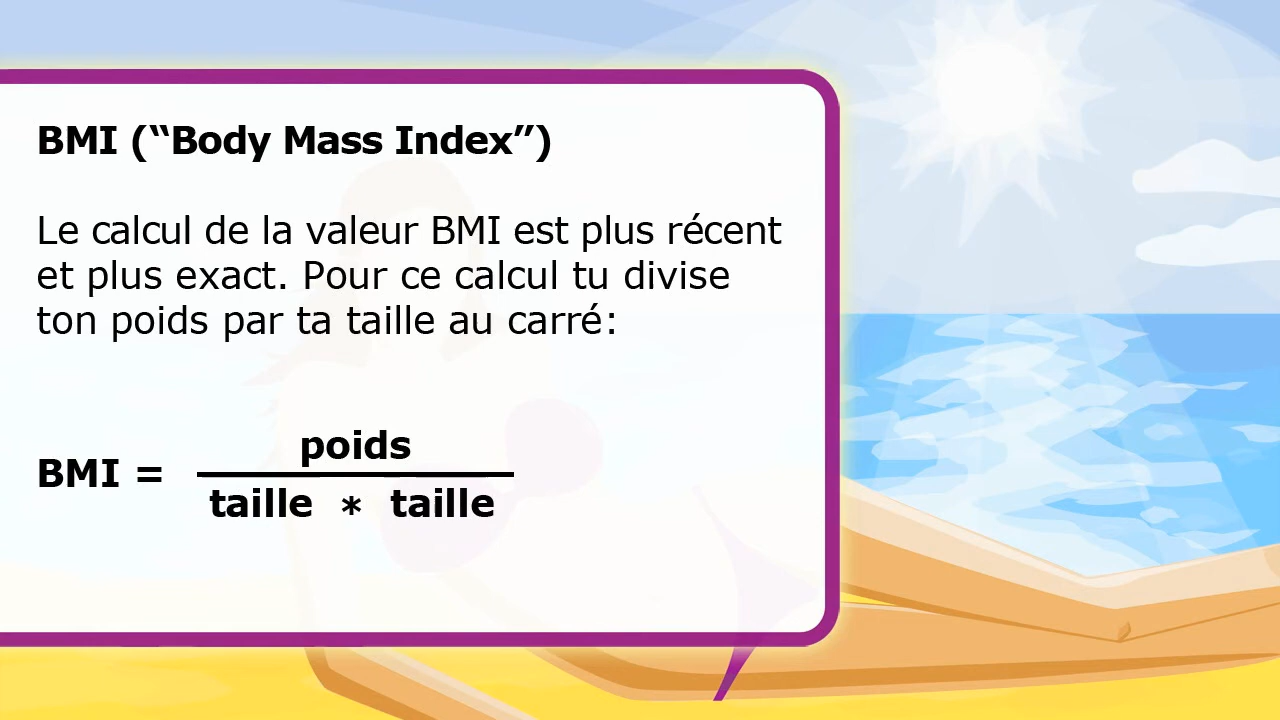 BMI (“Body Mass Index”)
Le calcul de la valeur BMI est plus récent
et plus exact. Pour ce calcul tu divise
ton poids par ta taille au carré:
poids
BMI =
taille * taille